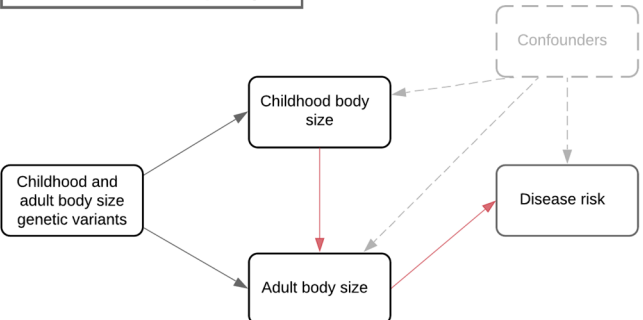 Confounders
Childhood body
size
Childhood and
adult body size
genetic variants
Disease risk
Adult body size